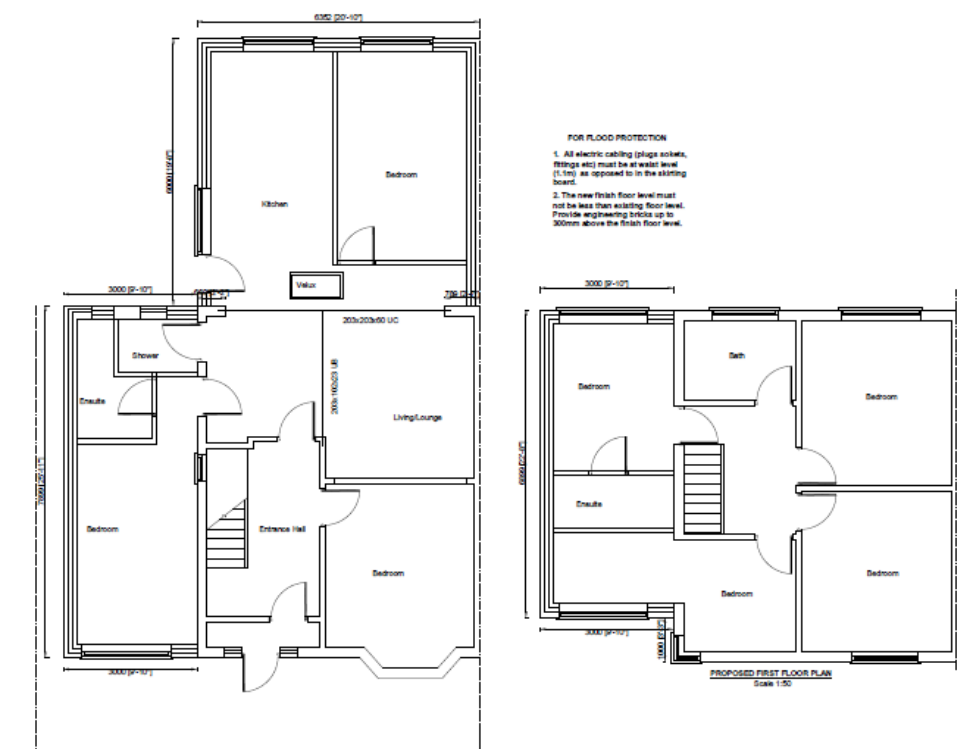 6352 [20'-10"]
FOR FLOOD PROTECTION
1. All electric cabling (plugs sokets,
fittings etc) must be at waist level
(1.1m) as opposed to in the skirting
board.
2. The new finish floor level must
not be less than existing floor level.
Provide engineering bricks up to
300mm above the finish floor level.
Bedroom
Kitchen
Velux
3000 [9'-10"]
3000 [9'-10"]
203x203x60 UC
Shower
Bath
Bedroom
Ensuite
Bedroom
Living/Lounge
Ensuite
Bedroom
Entrance Hall
Bedroom
Bedroom
Bedroom
3000 [9'-10"]
3000 [9'-10"]
PROPOSED FIRST FLOOR PLAN
Scale 1:50